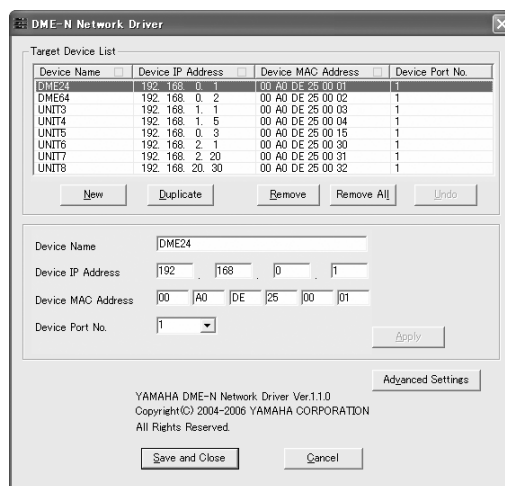 DME-N Network Driver
Target Device List
Device Name Device IP Address Device MAC Address Device Port No.
DME24 192. 168. 0. 1 00 A0 DE 25 00 01 1
DME64 192. 168. 0. 2 00 A0 DE 25 00 02 1
UNIT3 192. 168. 1. 1 00 A0 DE 25 00 03 1
UNIT4 192. 168. 1. 5 00 A0 DE 25 00 04 1
UNIT5 192. 168. 0. 3 00 A0 DE 25 00 15 1
UNIT6 192. 168. 2. 1 00 A0 DE 25 00 30 1
UNIT7 192. 168. 2. 20 00 A0 DE 25 00 31 1
UNIT8 192. 168. 20. 30 00 A0 DE 25 00 32 1
New Duplicate Remove Remove All Undo
Device Name DME24
Device IP Address 192 . 168 . 0 . 1
Device MAC Address 00 A0 DE 25 00 01
Device Port No. 1
Apply
Advanced Settings
YAMAHA DME-N Network Driver Ver.1.1.0
Copyright(C) 2004-2006 YAMAHA CORPORATION
All Rights Reserved.
Save and Close Cancel